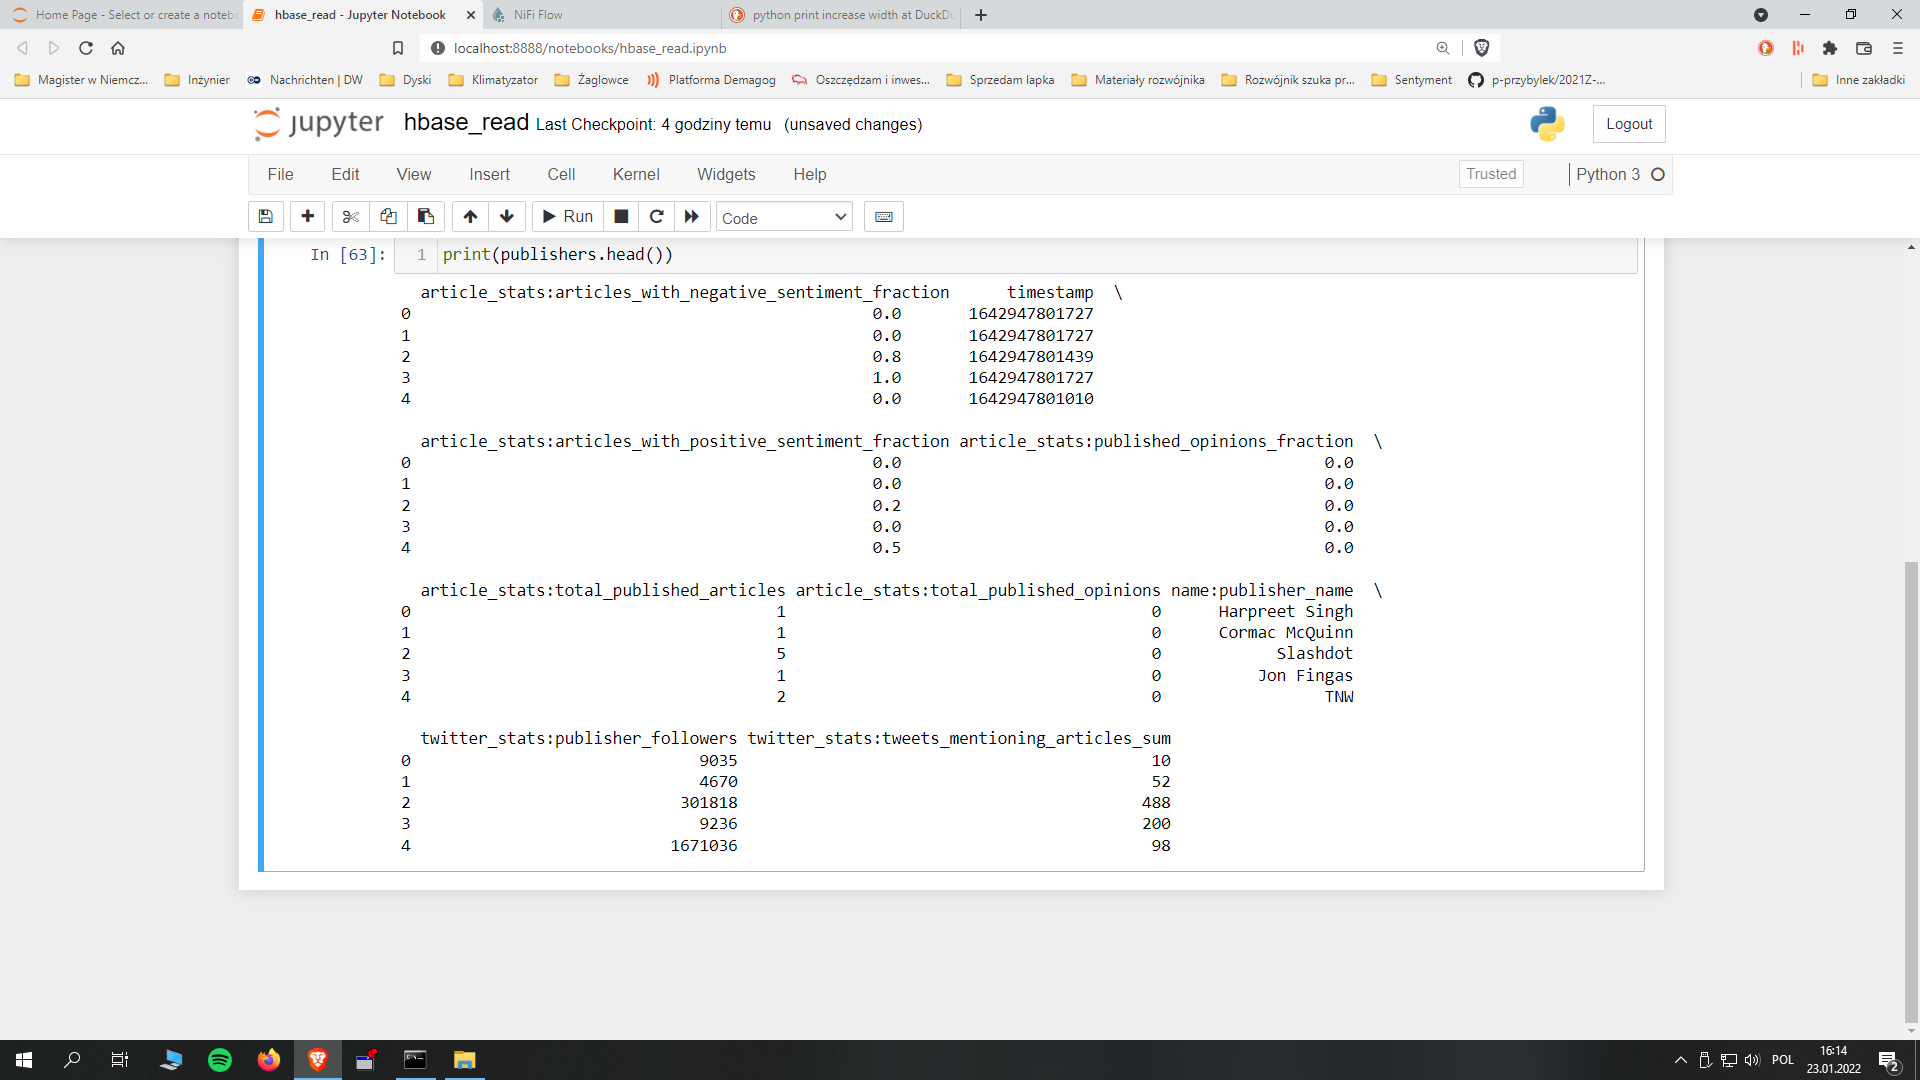 Home Page - Select or create a noteb
hbase_read - Jupyter Notebook
NiFi Flow
python print increase width at DuckDu
localhost:8888/notebooks/hbase_read.ipynb
Magister w Niemcz...
Inżynier
Nachrichten | DW
Dyski
Klimatyzator
Żaglowce
Platforma Demagog
Oszczędzam i inwes...
Sprzedam lapka
Materiały rozwójnika
Rozwójnik szuka pr...
Sentyment
p-przybylek/2021Z-...
Inne zakładki
jupyter hbase_read Last Checkpoint: 4 godziny temu (unsaved changes)
Logout
File Edit View Insert Cell Kernel Widgets Help
Trusted
Python 3
Run
Code
In [63]: 1 print(publishers.head())
article_stats:articles_with_negative_sentiment_fraction timestamp \
0 0.0 1642947801727
1 0.0 1642947801727
2 0.8 1642947801439
3 1.0 1642947801727
4 0.0 1642947801010
article_stats:articles_with_positive_sentiment_fraction article_stats:published_opinions_fraction \
0 0.0 0.0
1 0.0 0.0
2 0.2 0.0
3 0.0 0.0
4 0.5 0.0
article_stats:total_published_articles article_stats:total_published_opinions name:publisher_name \
0 1 0 Harpreet Singh
1 1 0 Cormac McQuinn
2 5 0 Slashdot
3 1 0 Jon Fingas
4 2 0 TNW
twitter_stats:publisher_followers twitter_stats:tweets_mentioning_articles_sum
0 9035 10
1 4670 52
2 301818 488
3 9236 200
4 1671036 98
POL
16:14
23.01.2022
2